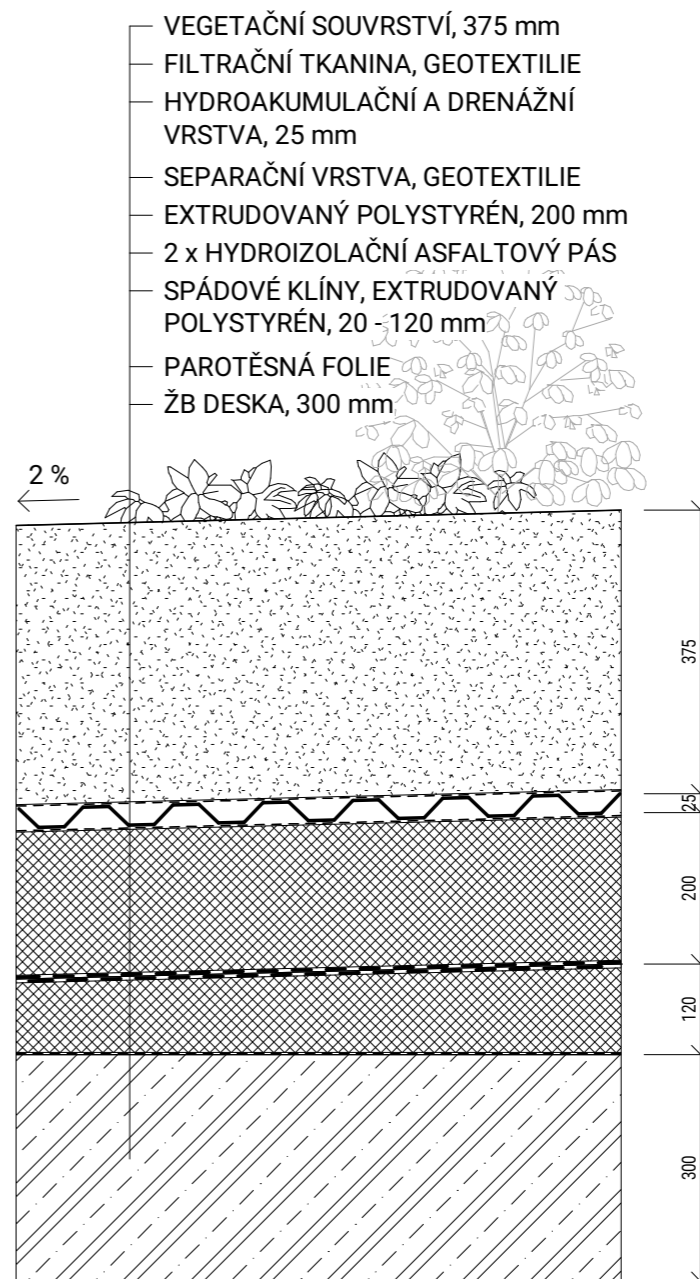 VEGETAČNÍ SOUVRSTVÍ, 375 mm
FILTRAČNÍ TKANINA, GEOTEXTILIE
HYDROAKUMULAČNÍ A DRENÁŽNÍ
VRSTVA, 25 mm
SEPARAČNÍ VRSTVA, GEOTEXTILIE
EXTRUDOVANÝ POLYSTYRÉN, 200 mm
2 x HYDROIZOLAČNÍ ASFALTOVÝ PÁS
SPÁDOVÉ KLÍNY, EXTRUDOVANÝ
POLYSTYRÉN, 20 - 120 mm
PAROTĚSNÁ FOLIE
ŽB DESKA, 300 mm
2 %
375
25
200
120
300